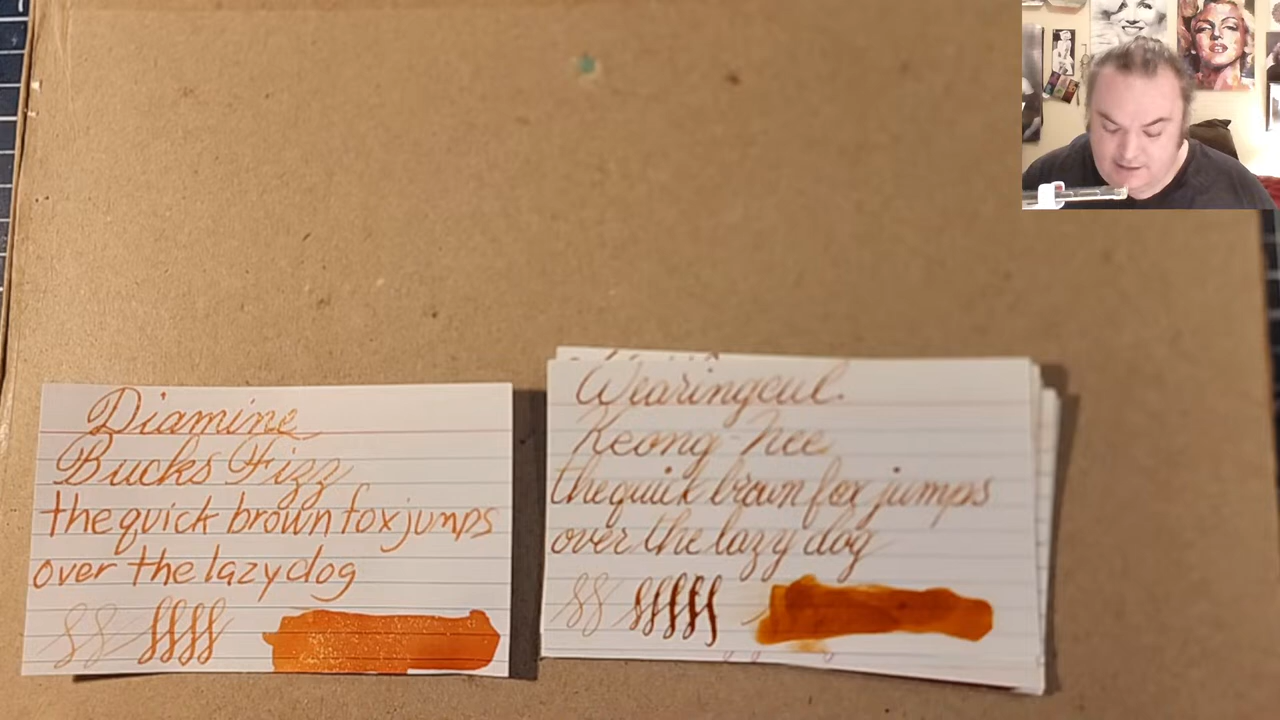 Diamine
Bucks Fizz
the quick brown fox jumps
over the lazy dog
Wearingeul.
Keong-hee
the quick brown fox jumps
over the lazy dog